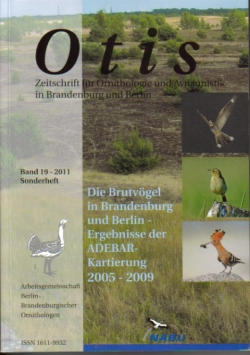 Otis
Zeitschrift für Ornithologie und Avifaunistik
in Brandenburg und Berlin
Band 19 - 2011
Sonderheft
Die Brutvögel
in Brandenburg
und Berlin -
Ergebnisse der
ADEBAR-
Kartierung
2005 - 2009
Arbeitsgemeinschaft
Berlin-
Brandenburgischer
Ornithologen
ISSN 1611-9932
NABU